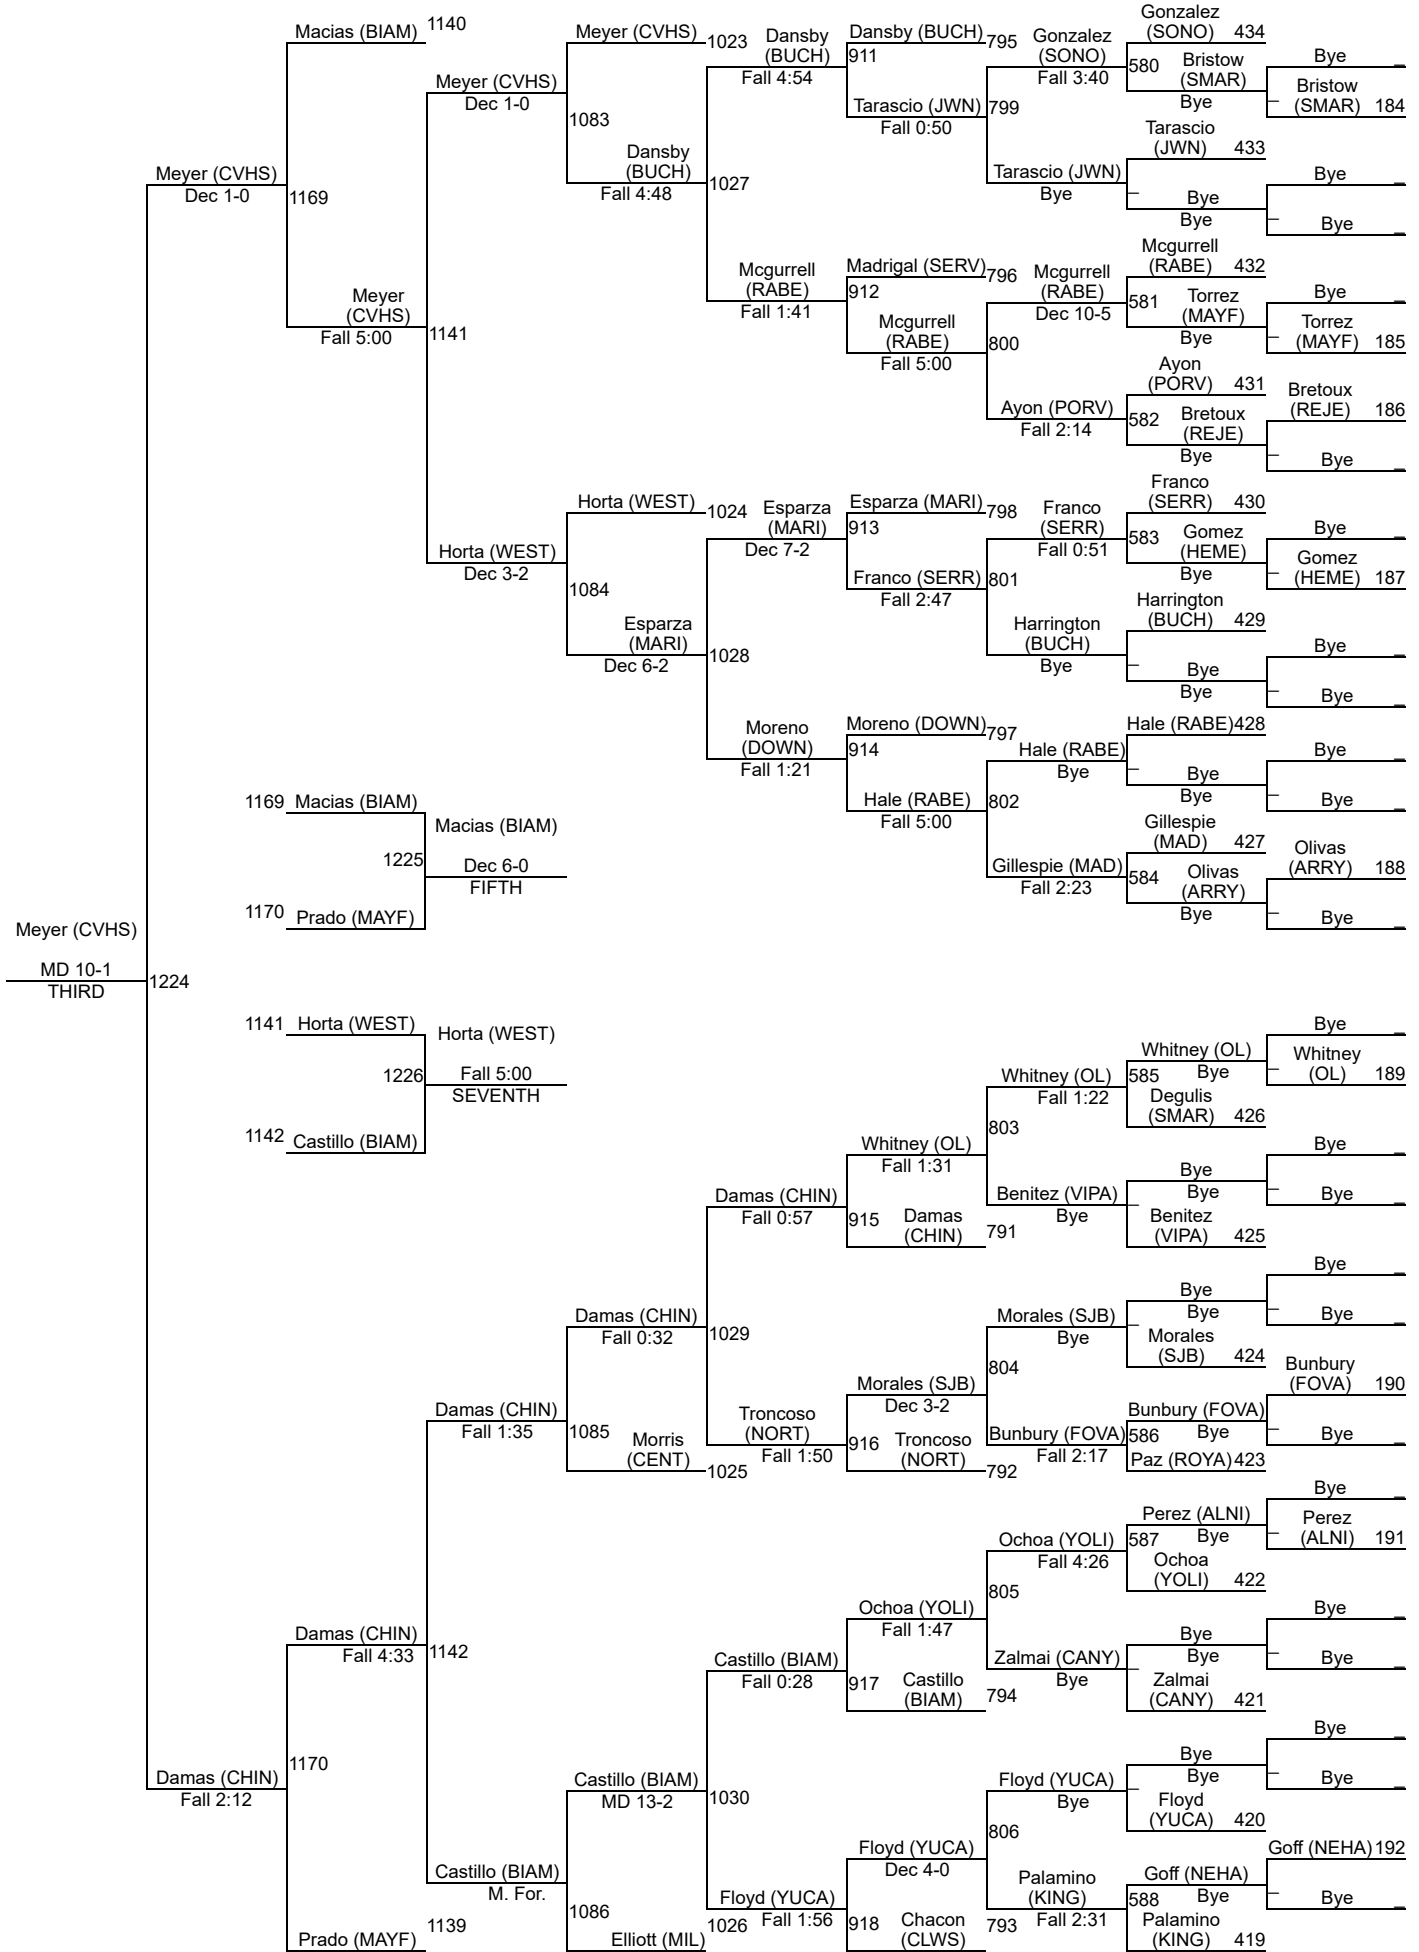 Gonzalez
(SONO) 434
Macias (BIAM) 1140
Meyer (CVHS) 1023
Dansby
(BUCH)
Fall 4:54
Dansby (BUCH) 795
911
Gonzalez
(SONO)
Fall 3:40
580
Bristow
(SMAR)
Bye
Bye _
_
Bristow
(SMAR) 184
Meyer (CVHS)
Dec 1-0
1083
Tarascio (JWN) 799
Fall 0:50
Tarascio
(JWN) 433
Dansby
(BUCH)
Fall 4:48
1027
Tarascio (JWN)
Bye
_
Bye
Bye
Bye _
_
Bye _
Meyer (CVHS)
Dec 1-0
1169
Mcgurrell
(RABE) 432
Mcgurrell
(RABE)
Fall 1:41
Madrigal (SERV) 796
912
Mcgurrell
(RABE)
Dec 10-5
581
Torrez
(MAYF)
Bye
Bye _
_
Torrez
(MAYF) 185
Meyer
(CVHS)
Fall 5:00
1141
Mcgurrell
(RABE)
Fall 5:00
800
Ayon
(PORV) 431
Ayon (PORV)
Fall 2:14
582
Bretoux
(REJE)
Bye
Bretoux
(REJE) 186
_
Bye _
Franco
(SERR) 430
Horta (WEST) 1024
Esparza
(MARI)
Dec 7-2
Esparza (MARI) 798
913
Franco
(SERR)
Fall 0:51
583
Gomez
(HEME)
Bye
Bye _
_
Gomez
(HEME) 187
Horta (WEST)
Dec 3-2
1084
Franco (SERR) 801
Fall 2:47
Harrington
(BUCH) 429
Esparza
(MARI)
Dec 6-2
1028
Harrington
(BUCH)
Bye
_
Bye
Bye
Bye _
_
Bye _
Moreno
(DOWN)
Fall 1:21
Moreno (DOWN) 797
914
Hale (RABE)
Bye
Hale (RABE) 428
_
Bye
Bye
Bye _
_
Bye _
Hale (RABE) 802
Fall 5:00
1169 Macias (BIAM)
Macias (BIAM)
1225
Dec 6-0
FIFTH
1170 Prado (MAYF)
Gillespie
(MAD) 427
Gillespie (MAD)
Fall 2:23
584
Olivas
(ARRY)
Bye
Olivas
(ARRY) 188
_
Bye _
Meyer (CVHS)
MD 10-1
THIRD
1224
1141 Horta (WEST)
Horta (WEST)
1226
Fall 5:00
SEVENTH
1142 Castillo (BIAM)
Bye _
_
Whitney
(OL) 189
Whitney (OL)
Fall 1:22
Whitney (OL)
585 Bye
Degulis
(SMAR) 426
803
Whitney (OL)
Fall 1:31
Bye _
_
Bye _
Bye
Bye
_
Benitez (VIPA)
Bye
Benitez
(VIPA) 425
Damas (CHIN)
Fall 0:57
915
Damas
(CHIN) 791
Bye _
_
Bye _
Bye
Bye
_
Morales (SJB)
Bye
Morales
(SJB) 424
Damas (CHIN)
Fall 0:32
1029
804
Bunbury
(FOVA) 190
_
Bye _
Morales (SJB)
Dec 3-2
Bunbury (FOVA)
586 Bye
Bunbury (FOVA)
Fall 2:17
Paz (ROYA) 423
Damas (CHIN)
Fall 1:35
1085
Morris
(CENT) 1025
Troncoso
(NORT)
Fall 1:50
916
Troncoso
(NORT) 792
Bye _
_
Perez
(ALNI) 191
Perez (ALNI)
587 Bye
Ochoa (YOLI)
Fall 4:26
Ochoa
(YOLI) 422
805
Ochoa (YOLI)
Fall 1:47
Bye _
_
Bye _
Bye
Bye
_
Zalmai (CANY)
Bye
Zalmai
(CANY) 421
Damas (CHIN)
Fall 4:33
1142
Castillo (BIAM)
Fall 0:28
917
Castillo
(BIAM) 794
Bye _
_
Bye _
Bye
Bye
_
Floyd (YUCA)
Bye
Floyd
(YUCA) 420
1170
Damas (CHIN)
Fall 2:12
Castillo (BIAM)
MD 13-2
1030
806
Floyd (YUCA)
Dec 4-0
Goff (NEHA) 192
_
Bye _
Goff (NEHA)
588 Bye
Palamino
(KING)
Fall 2:31
Palamino
(KING) 419
Castillo (BIAM)
M. For.
1086
Floyd (YUCA)
Fall 1:56
918
Chacon
(CLWS) 793
1139
Prado (MAYF)
1026
Elliott (MIL)